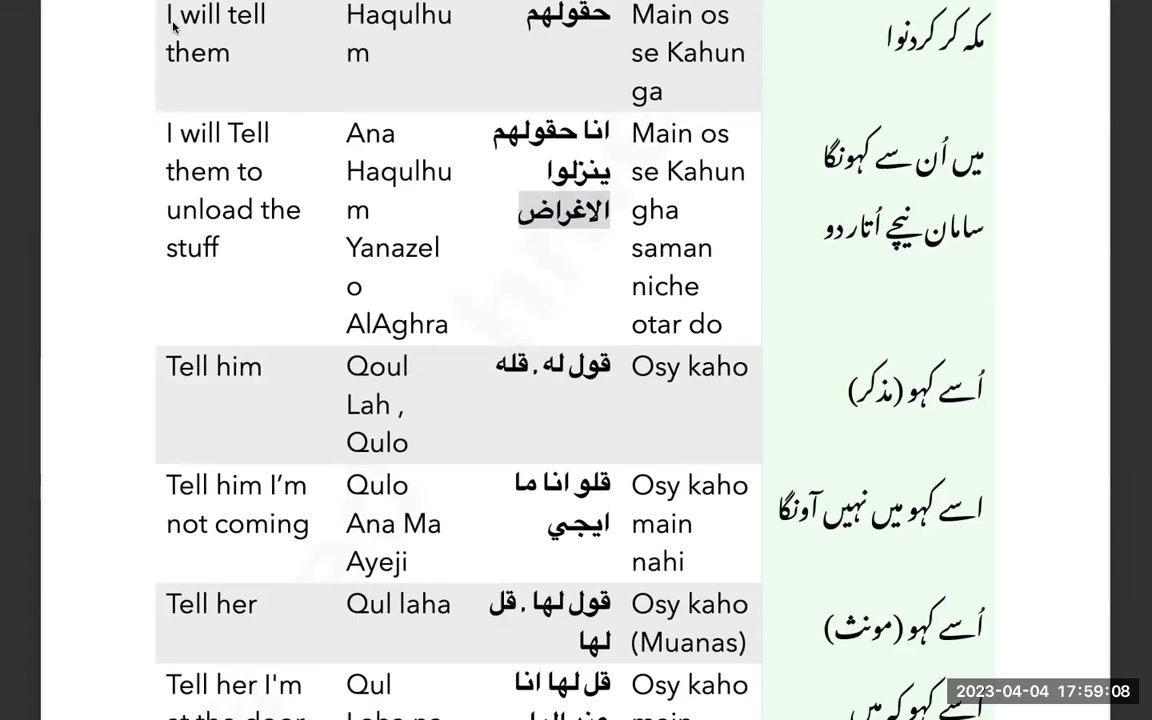 I will tell
them
Haqulhu
m
حقولهم
Main os
se Kahun
ga
مکہ کر کردنوا
I will Tell
them to
unload the
stuff
Ana
Haqulhu
m
Yanazel
o
AlAghra
انا حقولهم
ينزلوا
الاغراض
Main os
se Kahun
gha
saman
niche
otar do
میں اُن سے کہونگا
سامان نیچے اُتار دو
Tell him
Qoul
Lah ,
Qulo
قول له , قله
Osy kaho
اُسے کہو (مذکر)
Tell him I’m
not coming
Qulo
Ana Ma
Ayeji
قلو انا ما
ايجي
Osy kaho
main
nahi
اسے کہو میں نہیں آونگا
Tell her
Qul laha
قول لها , قل
لها
Osy kaho
(Muanas)
اُسے کہو (مونث)
Tell her I'm
Qul
قل لها انا
Osy kaho
اُسے کہو کہ میں
2023-04-04 17:59:08